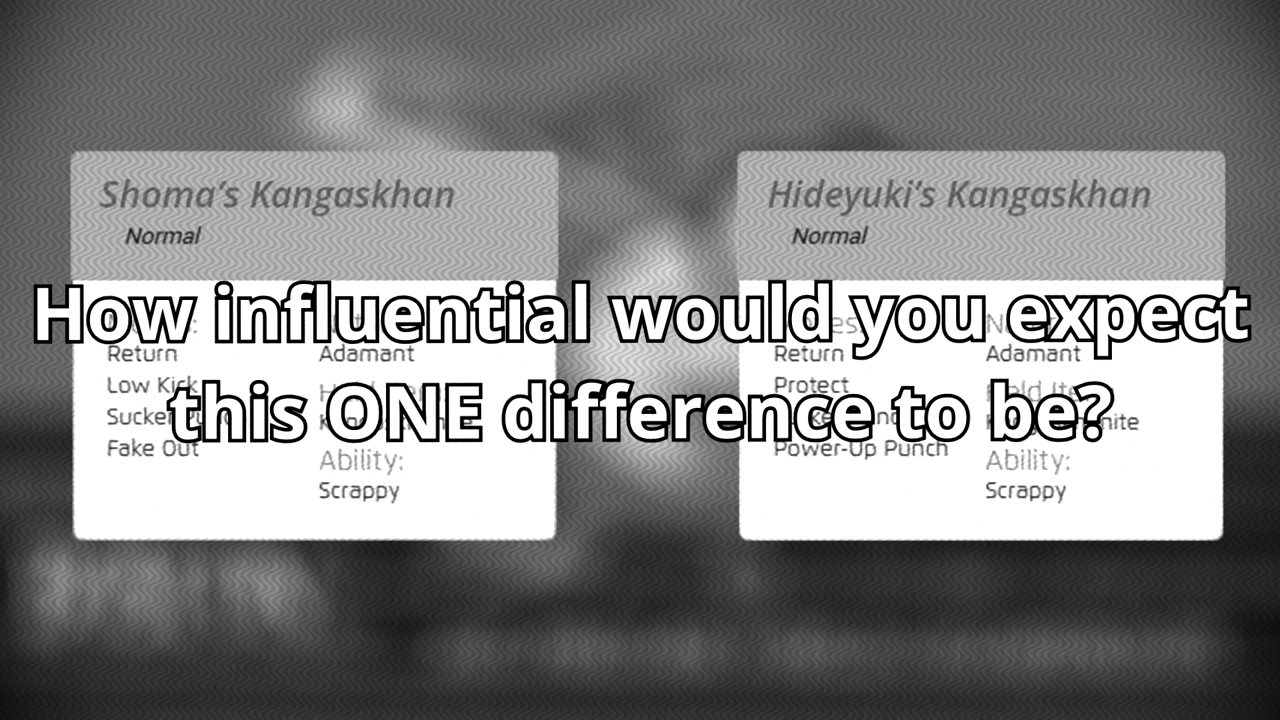 Shoma's Kangaskhan
Normal
Hideyuki's Kangaskhan
Normal
How influential would you expect
this ONE difference to be?
Return
Low Kick
Fake Out
Adamant
Ability:
Scrappy
Return
Protect
Power-Up Punch
Adamant
Ability:
Scrappy